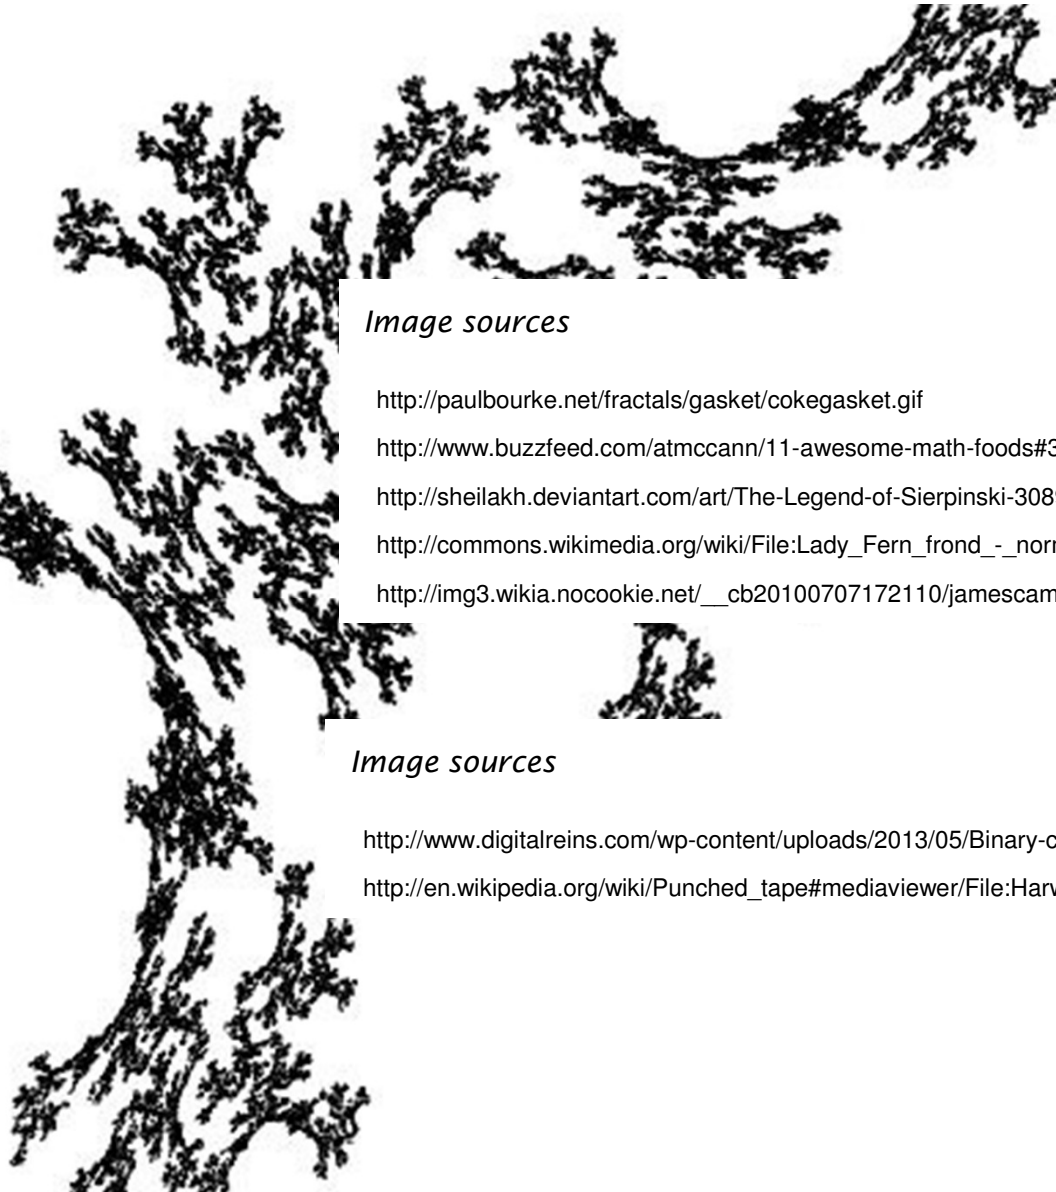 Image sources
http://paulbourke.net/fractals/gasket/cokegasket.gif
http://www.buzzfeed.com/atmccann/11-awesome-math-foods#3
http://sheilakh.deviantart.com/art/The-Legend-of-Sierpinski-308
http://commons.wikimedia.org/wiki/File:Lady_Fern_frond_-_nor
http://img3.wikia.nocookie.net/__cb20100707172110/jamescam
Image sources
http://www.digitalreins.com/wp-content/uploads/2013/05/Binary-c
http://en.wikipedia.org/wiki/Punched_tape#mediaviewer/File:Har